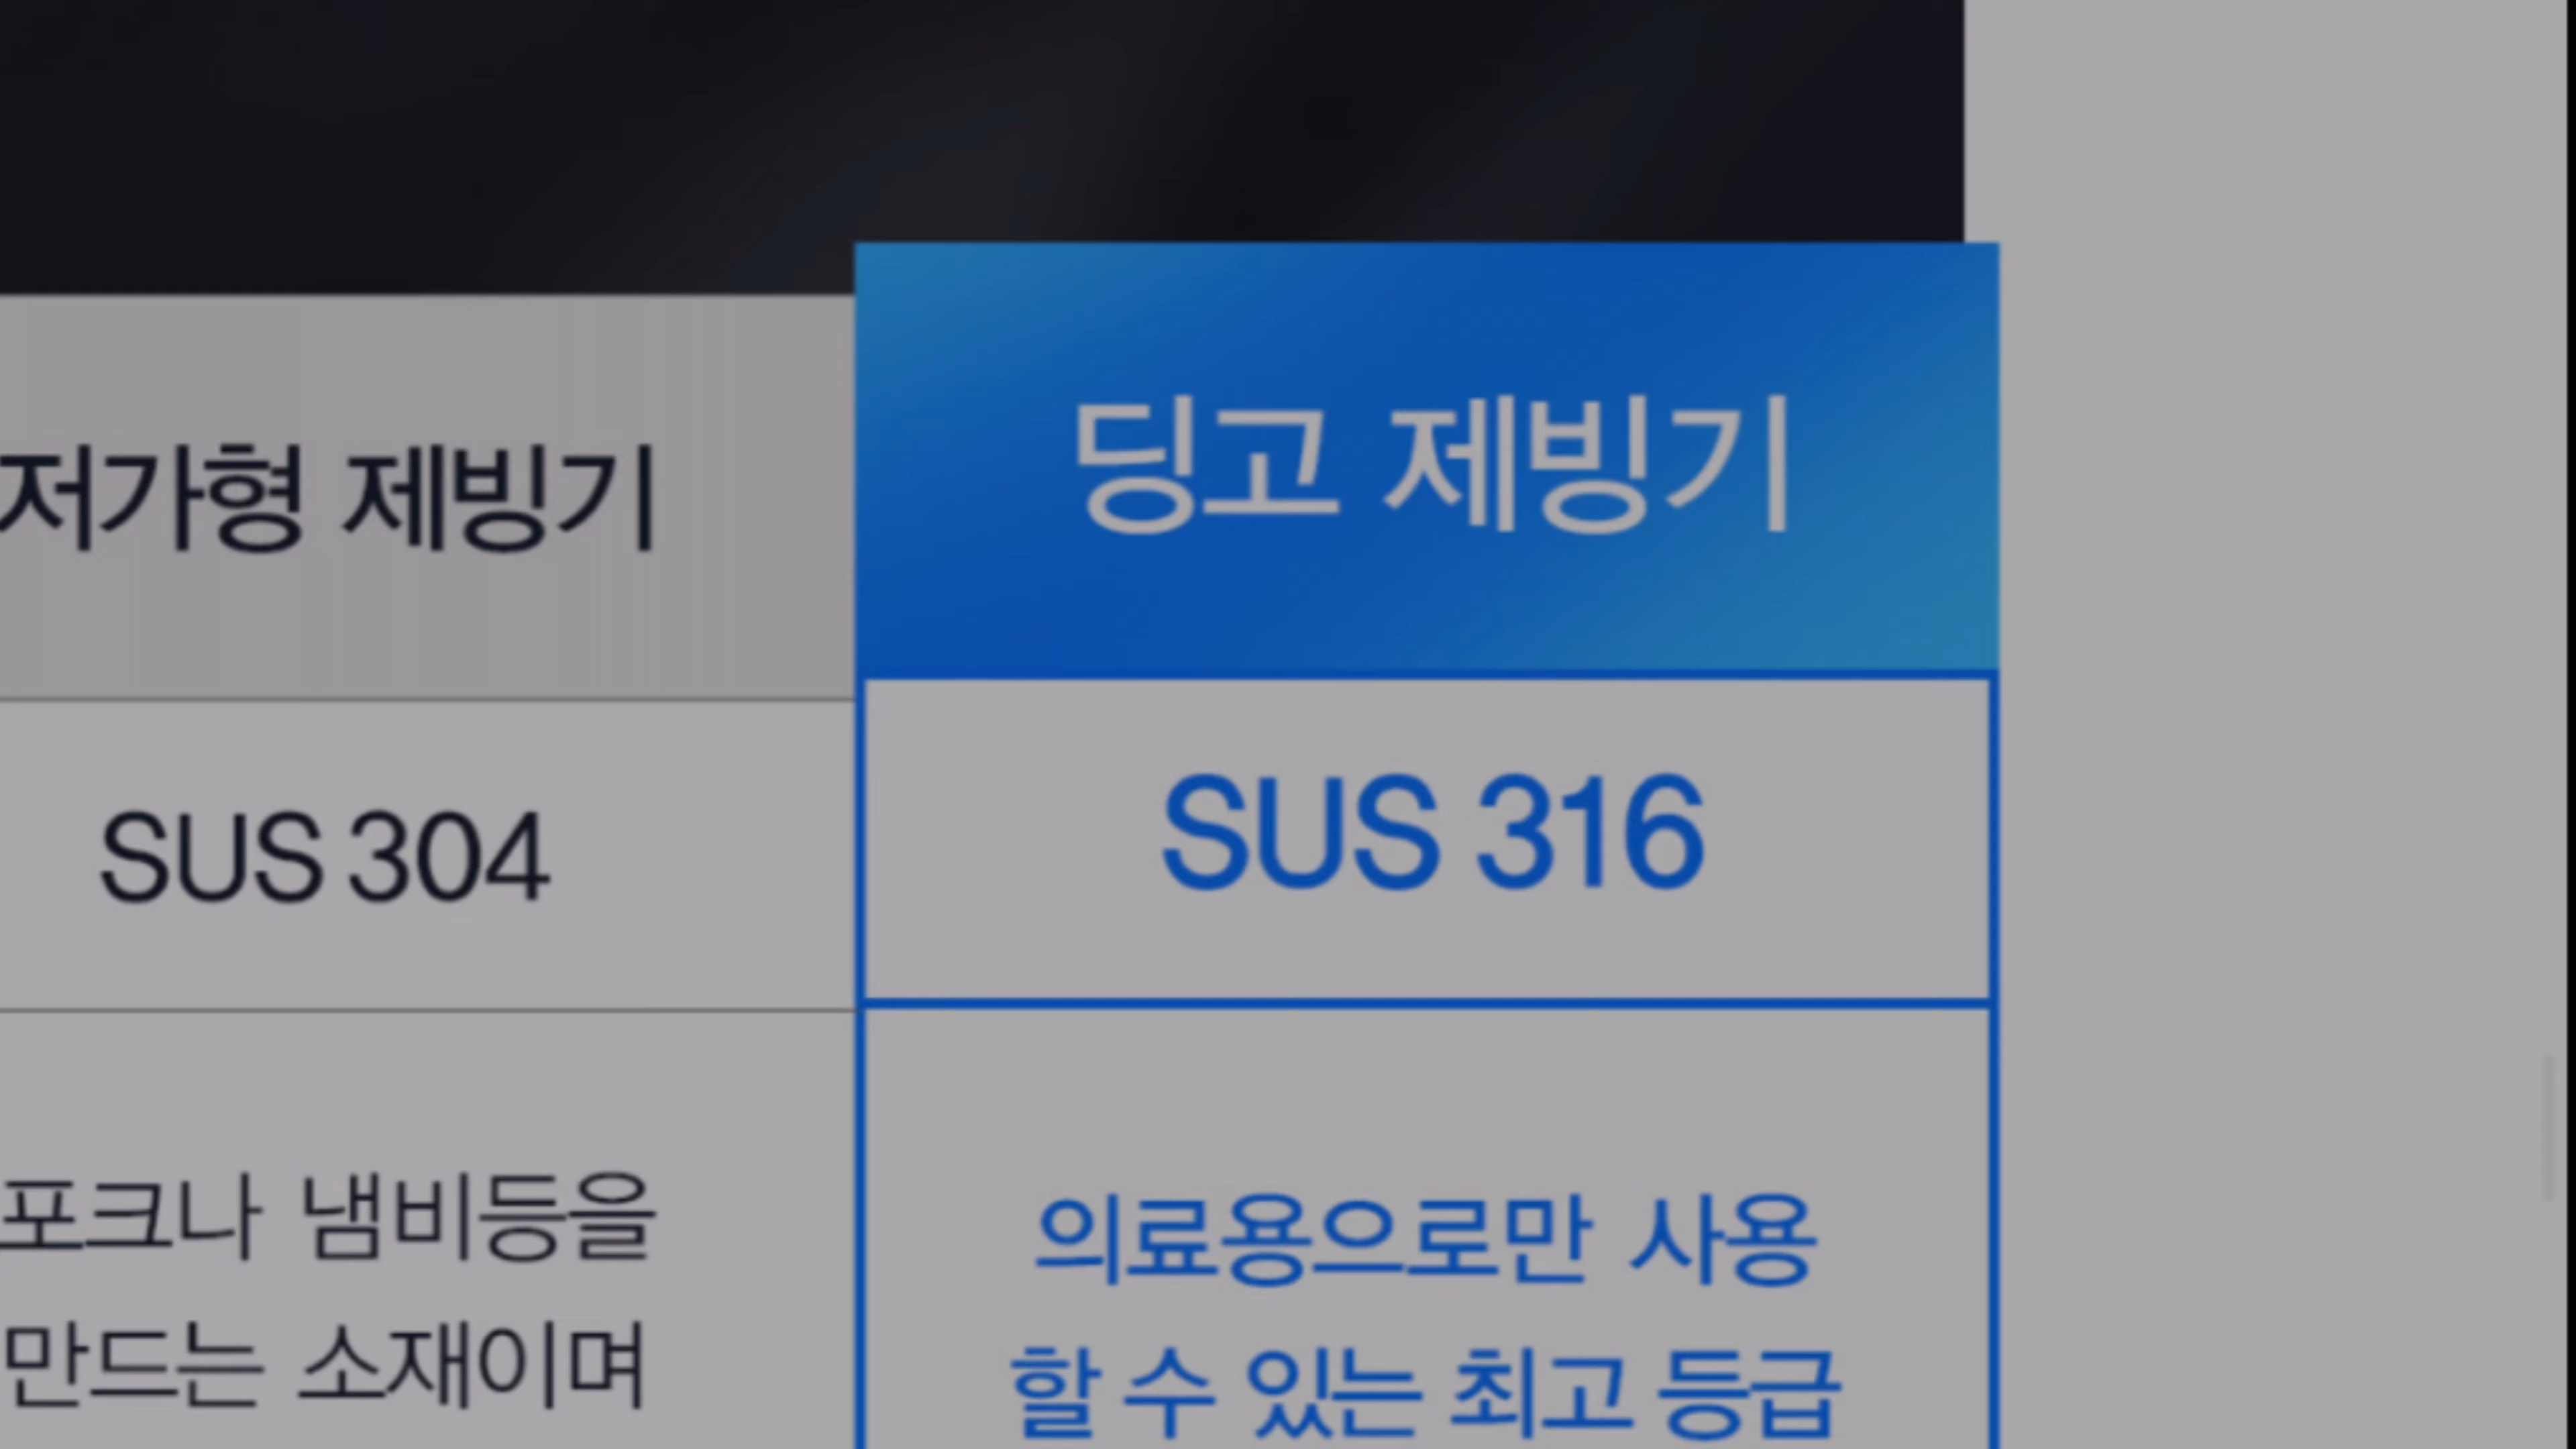 저가형 제빙기
딩고 제빙기
SUS 304
SUS 316
포크나 냄비등을
만드는 소재이며
의료용으로만 사용
할 수 있는 최고 등급